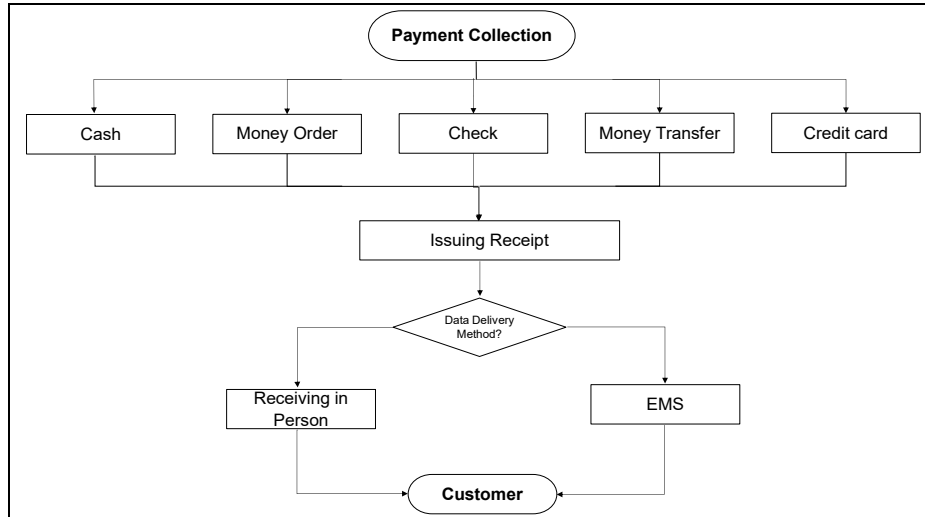 Payment Collection
Cash
Money Order
Check
Money Transfer
Credit card
Issuing Receipt
Data Delivery
Method?
Receiving in
Person
EMS
Customer